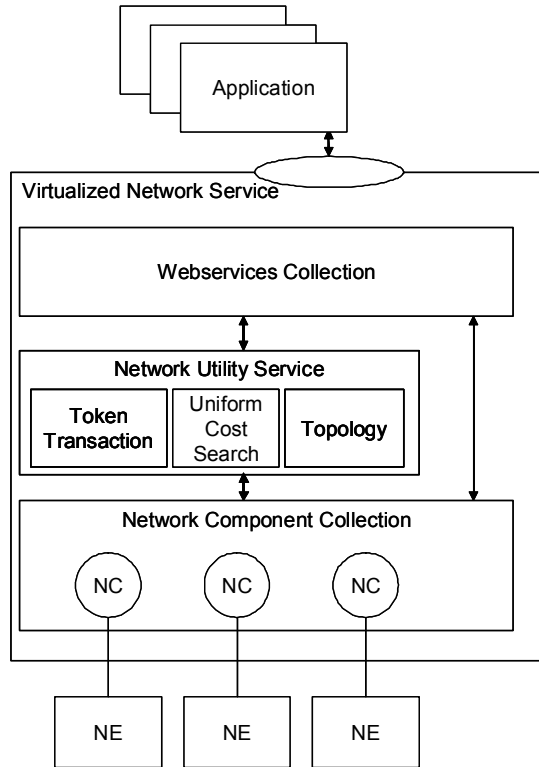 Application
Virtualized Network Service
Webservices Collection
Network Utility Service
Token
Transaction
Uniform
Cost
Search
Topology
Network Component Collection
NC
NC
NC
NE
NE
NE